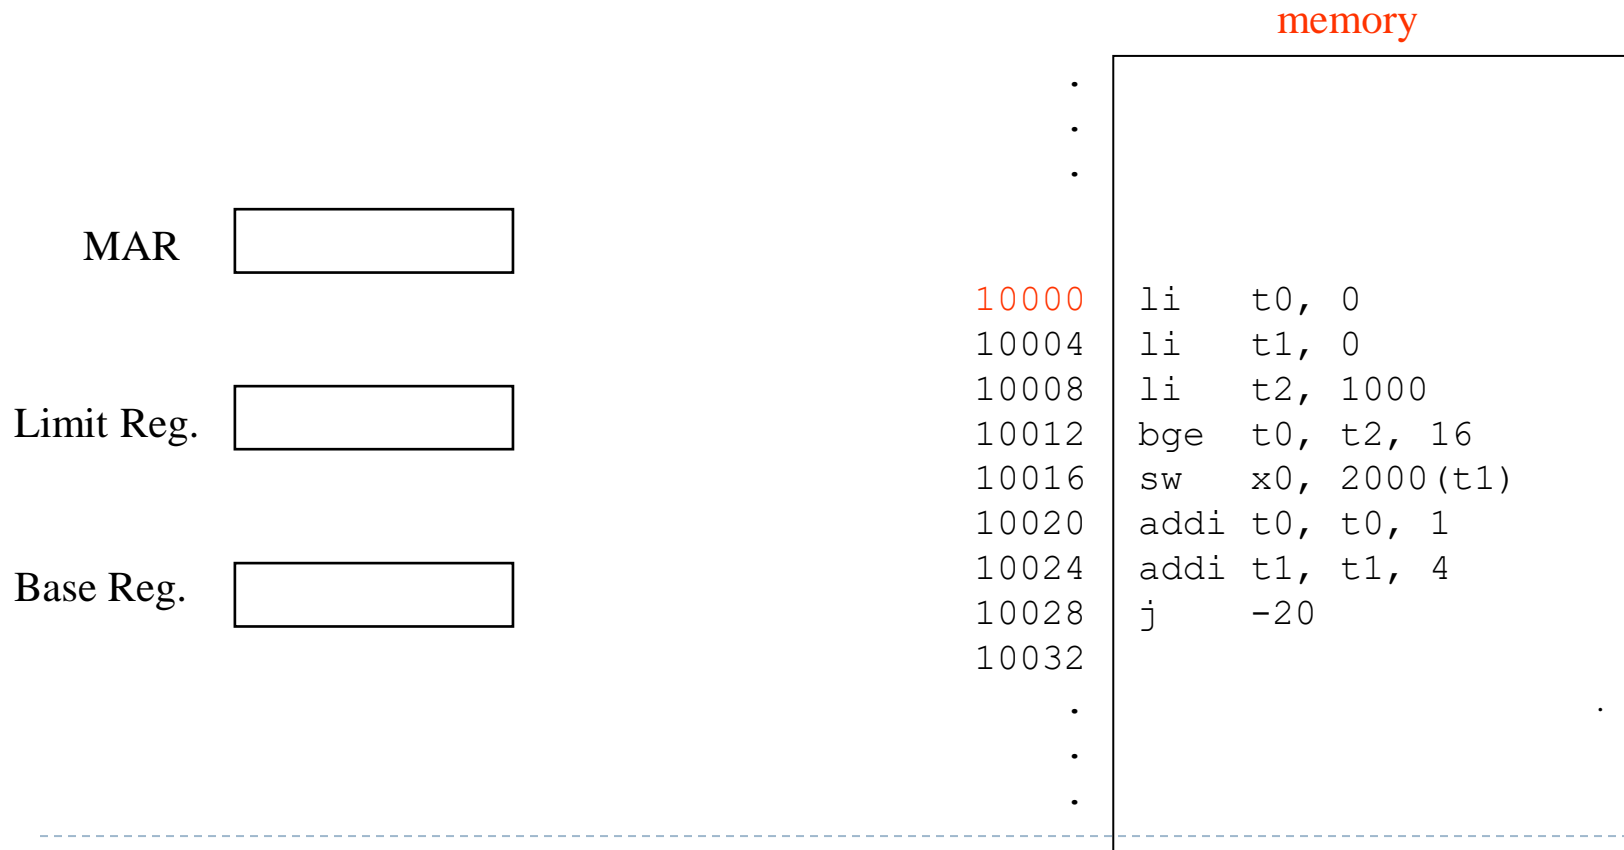 memory
.
.
.
MAR
10000 li t0, 0
10004 li t1, 0
10008 li t2, 1000
Limit Reg.
10012 bge t0, t2, 16
10016 sw x0, 2000(t1)
10020 addi t0, t0, 1
10024 addi t1, t1, 4
Base Reg.
10028 j -20
10032
. .
.
.